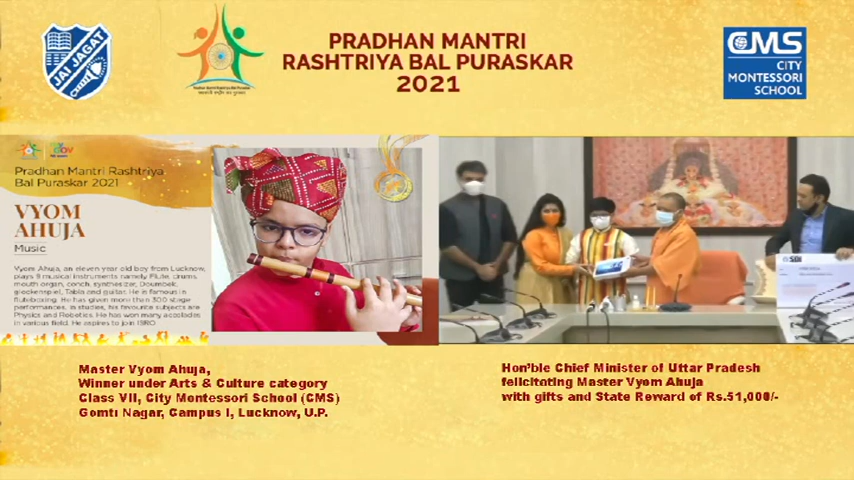 JAI JAGAT
PRADHAN MANTRI
RASHTRIYA BAL PURASKAR
2021
CMS
CITY
MONTESSORI
SCHOOL
Pradhan Mantri Rashtriya
Bal Puraskar 2021
VYOM
AHUJA
Music
Vyom Ahuja, an eleven year old boy from Lucknow,
plays 9 musical instruments namely Flute, drums,
mouth organ, conch, synthesizer, Doumbek,
glockenspiel, Tabla and guitar. He is famous in
fluteboxing. He has given more than 300 stage
performances. In studies, his favourite subjects are
Physics and Robotics. He has won many accolades
in various field. He aspires to join ISRO
SBI
Master Vyom Ahuja,
Winner under Arts & Culture category
Class VII, City Montessori School (CMS)
Gomti Nagar, Campus I, Lucknow, U.P.
Hon'ble Chief Minister of Uttar Pradesh
felicitating Master Vyom Ahuja
with gifts and State Reward of Rs.51,000/-